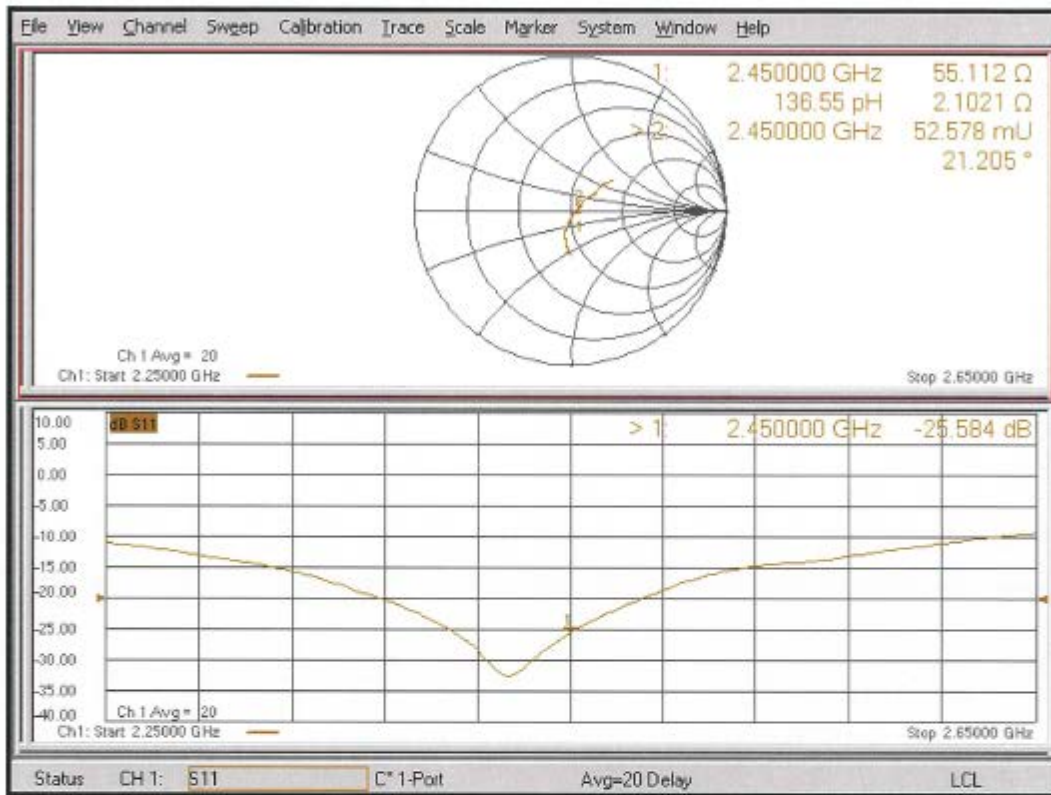 File View Channel Sweep Calibration Trace Scale Marker System Window Help
1: 2.450000 GHz 55.112 Ω
136.55 pH 2.1021 Ω
> 2: 2.450000 GHz 52.578 mU
21.205 °
2
1
Ch 1 Avg = 20
Ch1: Start 2.25000 GHz
Stop 2.65000 GHz
10.00
dB S11
> 1: 2.450000 GHz -25.584 dB
5.00
0.00
-5.00
-10.00
-15.00
-20.00
1
-25.00
-30.00
-35.00
-40.00
Ch 1 Avg = 20
Ch1: Start 2.25000 GHz
Stop 2.65000 GHz
Status CH 1: S11 C* 1-Port Avg=20 Delay LCL